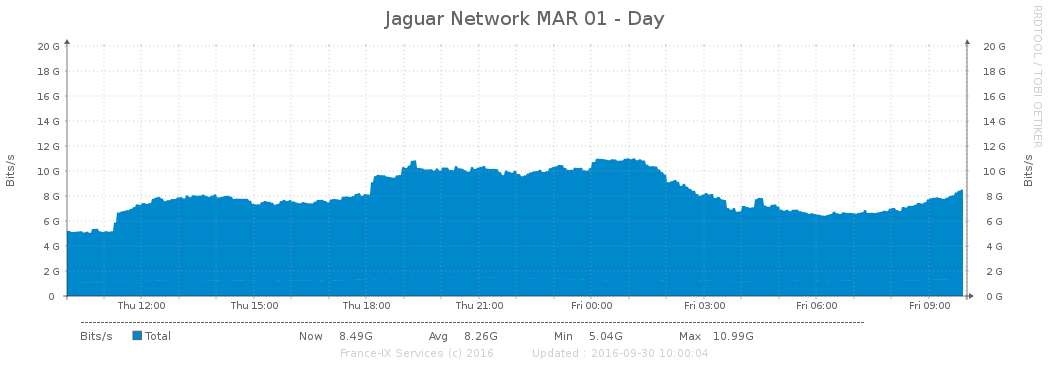 Jaguar Network MAR 01 - Day
RRDTOOL / TOBI OETIKER
Bits/s
20 G 20 G
18 G 18 G
16 G 16 G
14 G 14 G
12 G 12 G
10 G 10 G
8 G 8 G
6 G 6 G
4 G 4 G
2 G 2 G
0 0 G
Bits/s
Thu 12:00 Thu 15:00 Thu 18:00 Thu 21:00 Fri 00:00 Fri 03:00 Fri 06:00 Fri 09:00
Bits/s Total Now 8.49G Avg 8.26G Min 5.04G Max 10.99G
France-IX Services (c) 2016 Updated : 2016-09-30 10:00:04